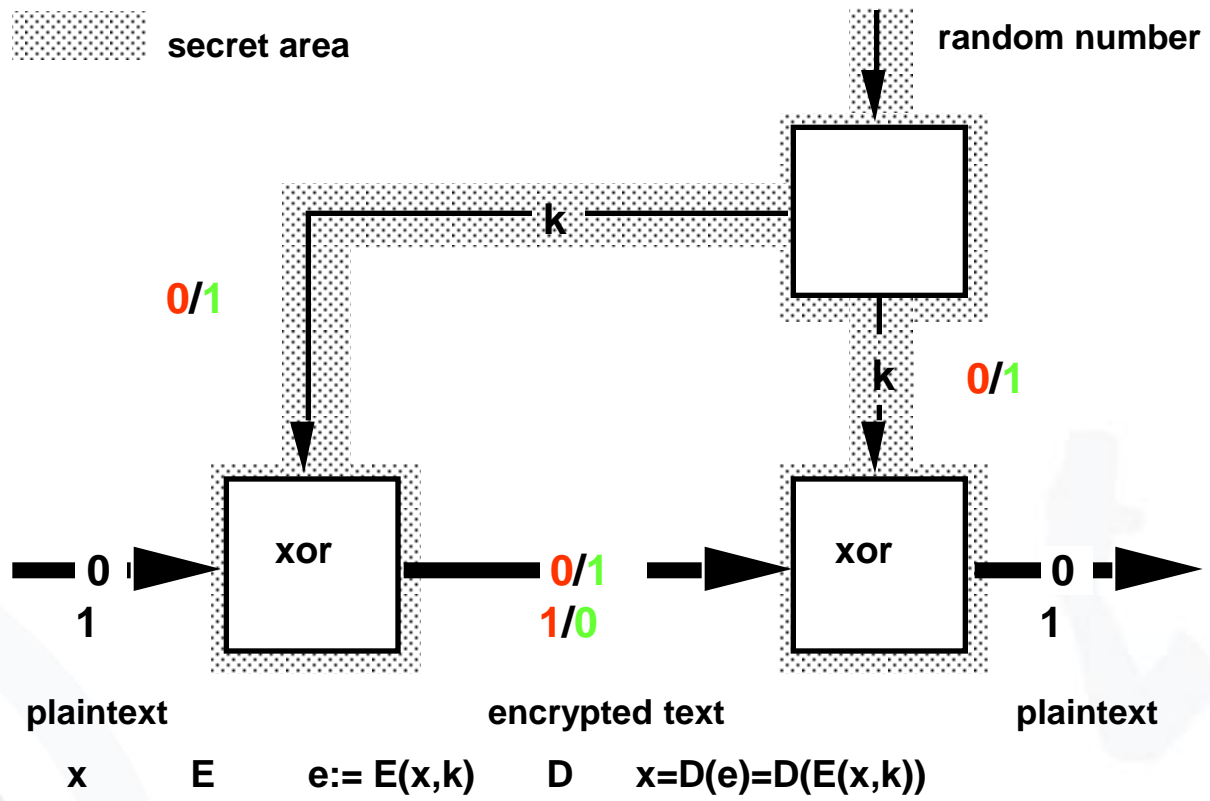 secret area
random number
k
0/1
k
0/1
xor
xor
0
0/1
0
1
1/0
1
plaintext
encrypted text
plaintext
x E e:= E(x,k) D x=D(e)=D(E(x,k))